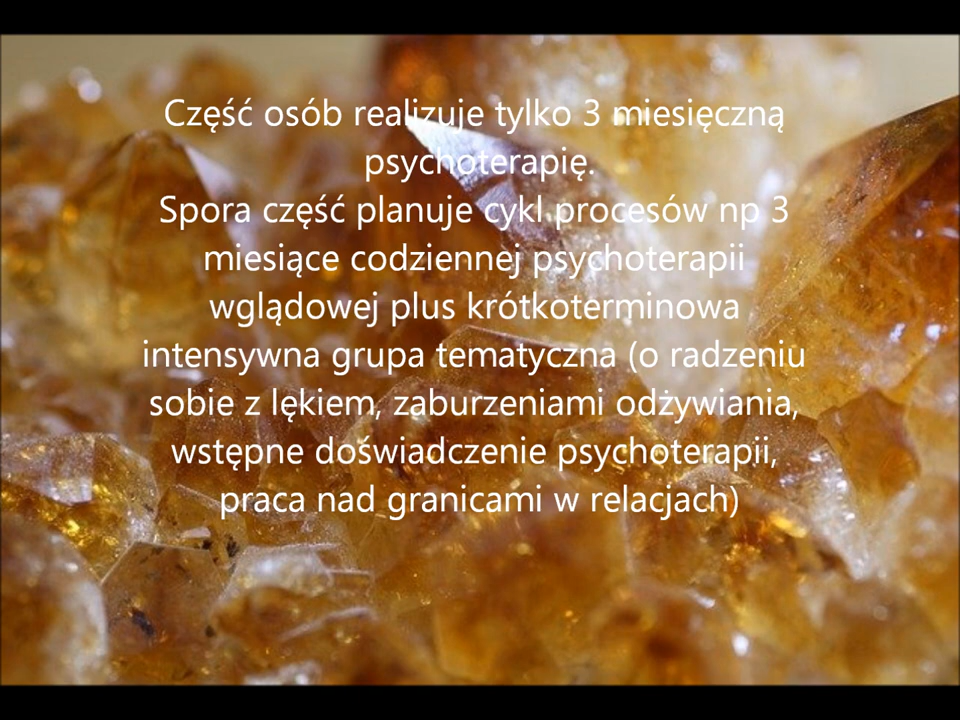 Część osób realizuje tylko 3 miesięczną
psychoterapię.
Spora część planuje cykl procesów np 3
miesiące codziennej psychoterapii
wglądowej plus krótkoterminowa
intensywna grupa tematyczna (o radzeniu
sobie z lękiem, zaburzeniami odżywiania,
wstępne doświadczenie psychoterapii,
praca nad granicami w relacjach)